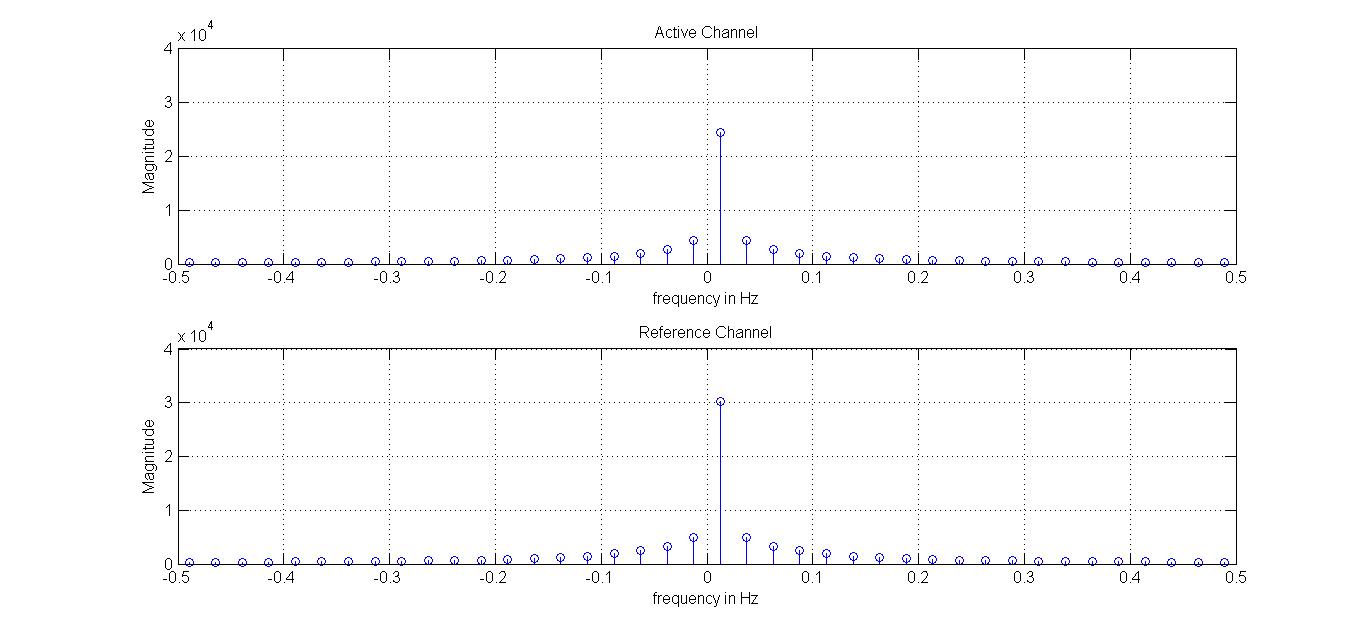 x 10^4
Active Channel
4
3
2
1
0
Magnitude
-0.5 -0.4 -0.3 -0.2 -0.1 0 0.1 0.2 0.3 0.4 0.5
frequency in Hz
x 10^4
Reference Channel
4
3
2
1
0
Magnitude
-0.5 -0.4 -0.3 -0.2 -0.1 0 0.1 0.2 0.3 0.4 0.5
frequency in Hz